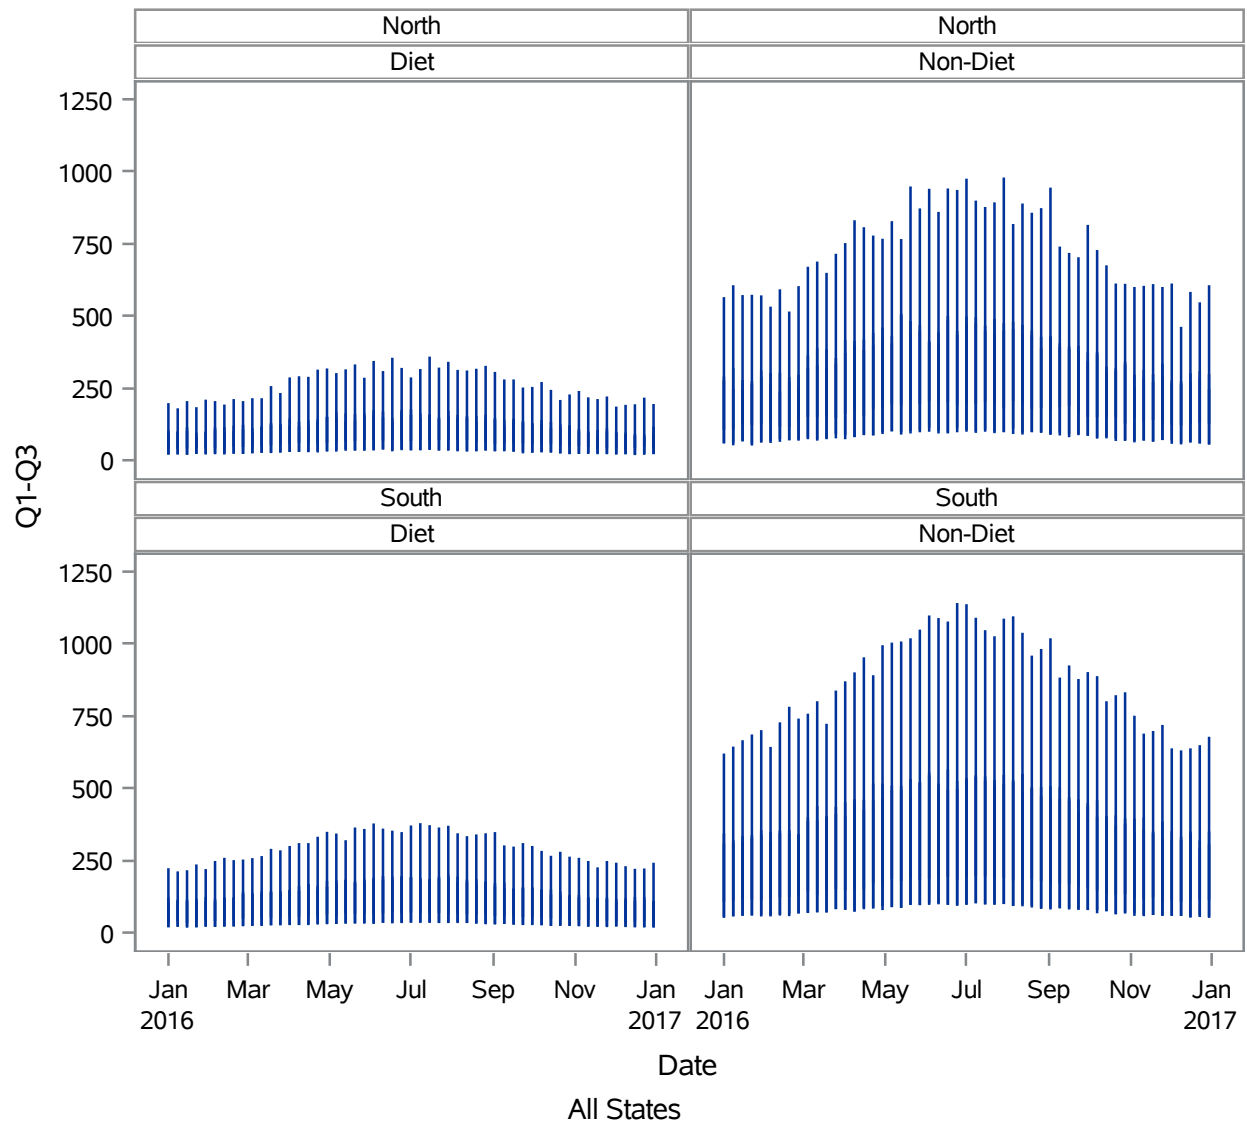 North
North
Diet
Non-Diet
1250
1000
750
500
250
0
Q1-Q3
South
South
Diet
Non-Diet
1250
1000
750
500
250
0
Jan Mar May Jul Sep Nov Jan Jan Mar May Jul Sep Nov Jan
2016 2017 2016 2017
Date
All States